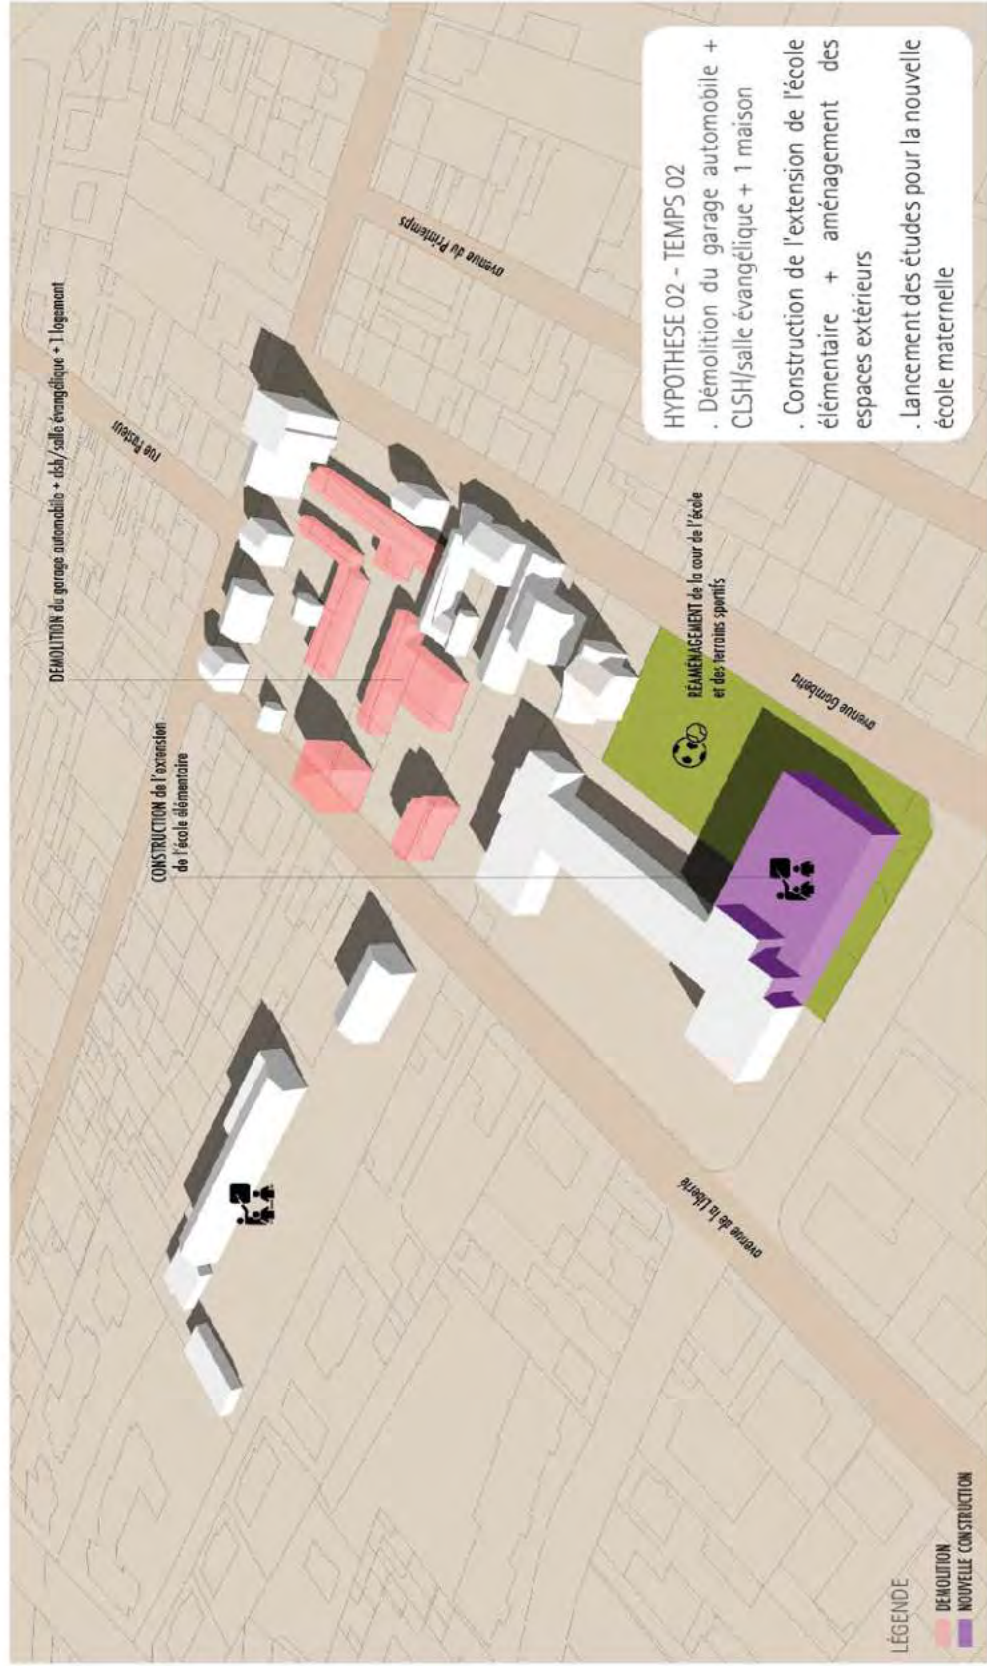 DEMOLITION du garage automobile + clsh/salle évangélique + 1 logement
rue Pasteur
avenue du Printemps
CONSTRUCTION de l'extension
de l'école élémentaire
RÉAMÉNAGEMENT de la cour de l'école
et des terrains sportifs
avenue Gambetta
avenue de la Liberté
HYPOTHESE 02 - TEMPS 02
. Démolition du garage automobile +
CLSH/salle évangélique + 1 maison
. Construction de l'extension de l'école
élémentaire + aménagement des
espaces extérieurs
. Lancement des études pour la nouvelle
école maternelle
LÉGENDE
DEMOLITION
NOUVELLE CONSTRUCTION